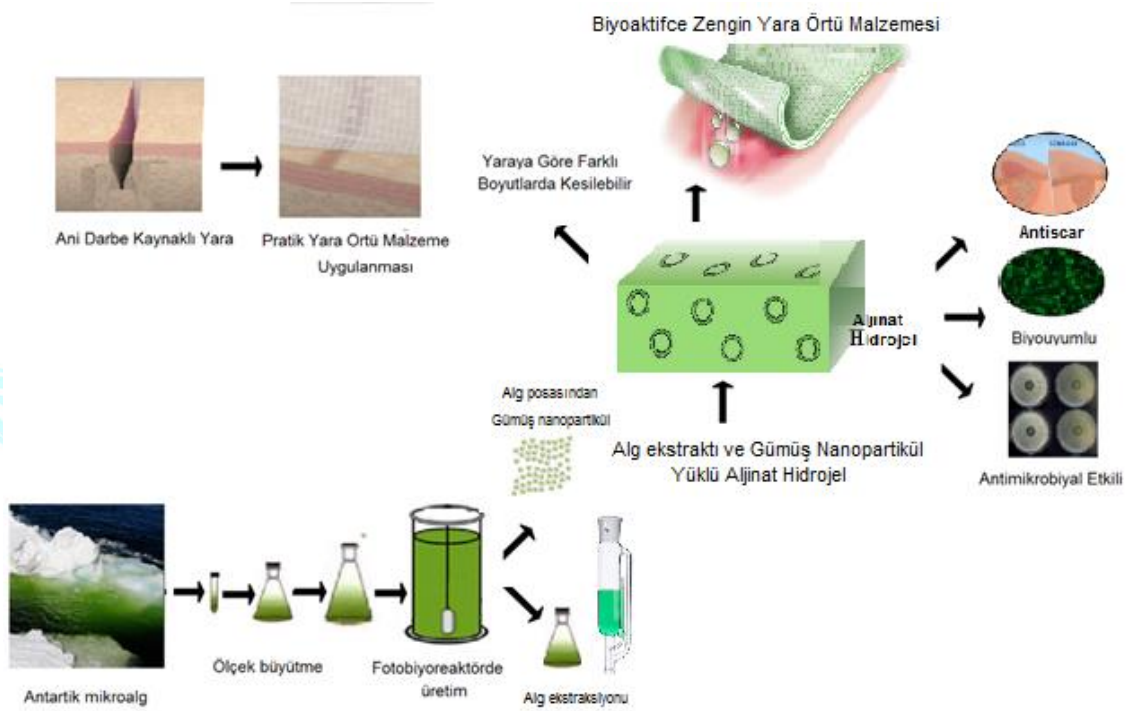 Biyoaktifce Zengin Yara Örtü Malzemesi
Yaraya Göre Farklı
Boyutlarda Kesilebilir
Ani Darbe Kaynaklı Yara
Pratik Yara Örtü Malzeme
Uygulanması
Antiscar
Aljinat
Hidrojel
Biyouyumlu
Alg posasından
Gümüş nanopartikül
Alg ekstraktı ve Gümüş Nanopartikül
Yüklü Aljinat Hidrojel
Antimikrobiyal Etkili
Antartik mikroalg
Ölçek büyütme
Fotobiyoreaktörde
üretim
Alg ekstraksiyonu